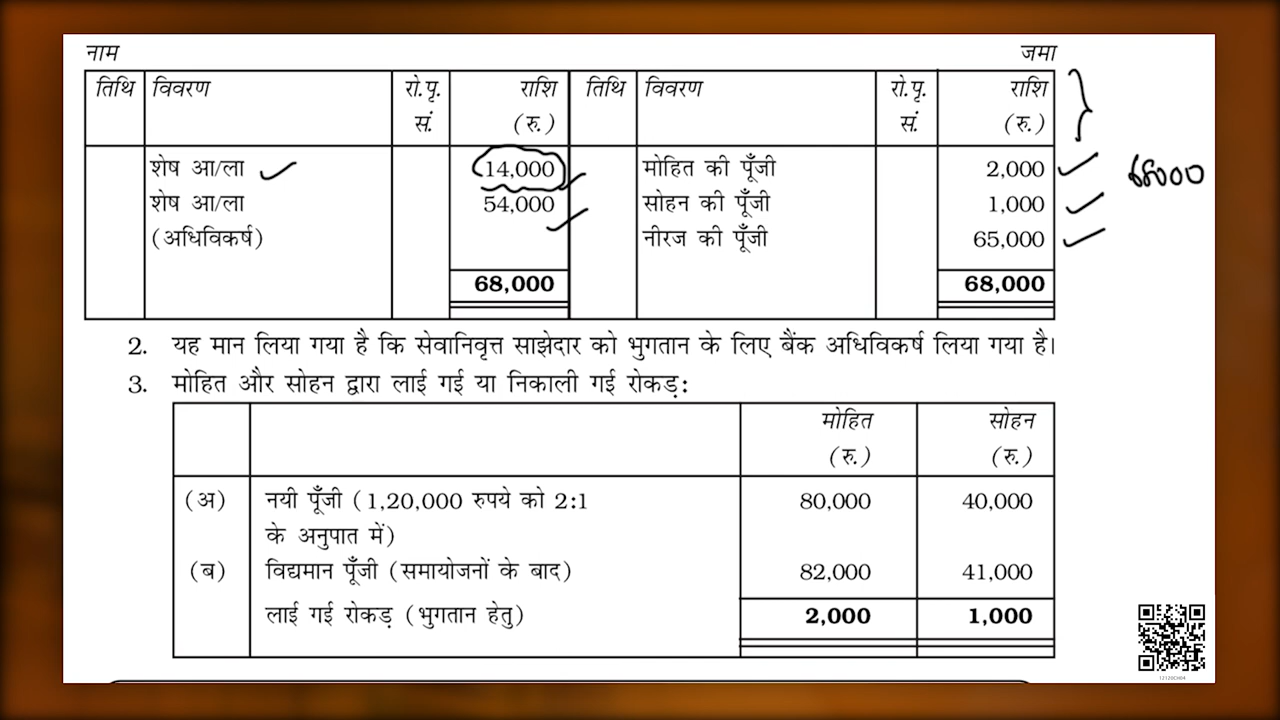 नाम जमा
तिथि विवरण रो.पृ. सं. राशि (रु.) तिथि विवरण रो.पृ. सं. राशि (रु.)
शेष आ/ला 14,000 मोहित की पूँजी 2,000
शेष आ/ला 54,000 सोहन की पूँजी 1,000
(अधिविकर्ष) नीरज की पूँजी 65,000
68,000 68,000
68000
2. यह मान लिया गया है कि सेवानिवृत्त साझेदार को भुगतान के लिए बैंक अधिविकर्ष लिया गया है।
3. मोहित और सोहन द्वारा लाई गई या निकाली गई रोकड़:
मोहित (रु.) सोहन (रु.)
(अ) नयी पूँजी (1,20,000 रुपये को 2:1 80,000 40,000
के अनुपात में)
(ब) विद्यमान पूँजी (समायोजनों के बाद) 82,000 41,000
लाई गई रोकड़ (भुगतान हेतु) 2,000 1,000
12120CH04